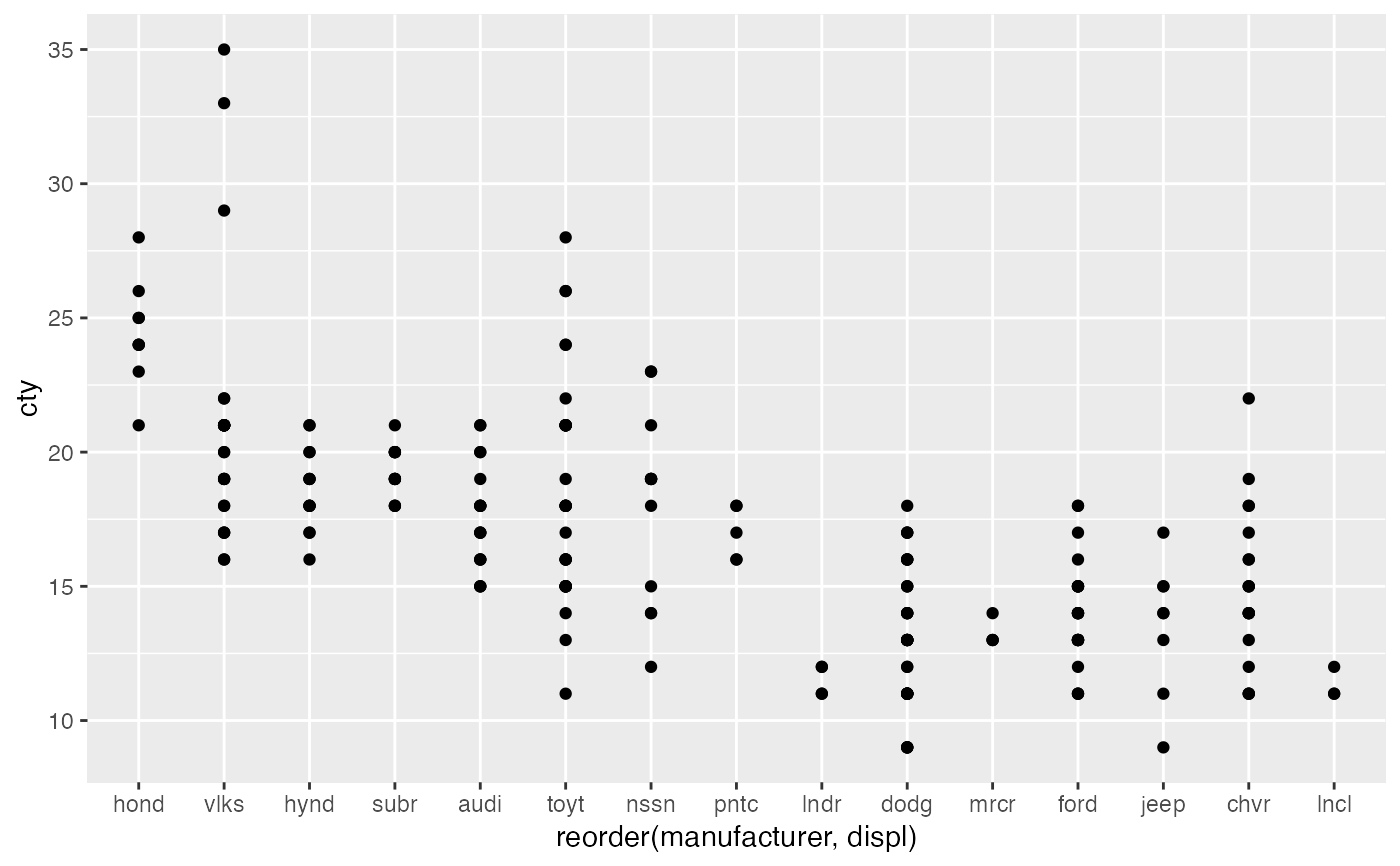 35
30
25
20
15
10
cty
hond vlks hynd subr audi toyt nssn pntc lndr dodg mrcr ford jeep chvr lncl
reorder(manufacturer, displ)